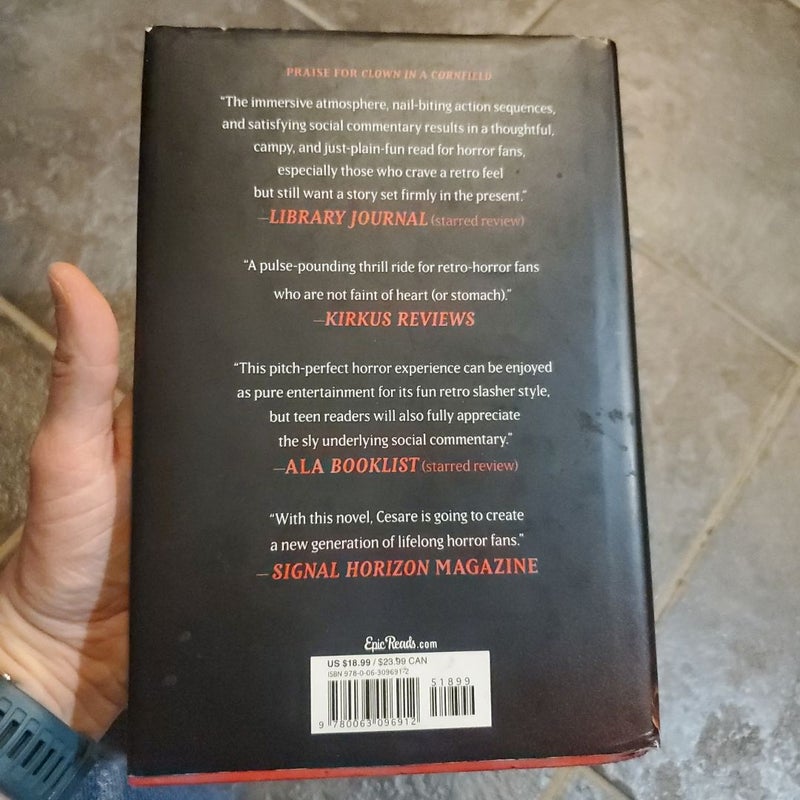 PRAISE FOR CLOWN IN A CORNFIELD
“The immersive atmosphere, nail-biting action sequences,
and satisfying social commentary results in a thoughtful,
campy, and just-plain-fun read for horror fans,
especially those who crave a retro feel
but still want a story set firmly in the present.”
—LIBRARY JOURNAL (starred review)
“A pulse-pounding thrill ride for retro-horror fans
who are not faint of heart (or stomach).”
—KIRKUS REVIEWS
“This pitch-perfect horror experience can be enjoyed
as pure entertainment for its fun retro slasher style,
but teen readers will also fully appreciate
the sly underlying social commentary.”
—ALA BOOKLIST (starred review)
“With this novel, Cesare is going to create
a new generation of lifelong horror fans.”
—SIGNAL HORIZON MAGAZINE
EpicReads.com
US $18.99 / $23.99 CAN
ISBN 978-0-06-309691-2
51899
9 780063 096912